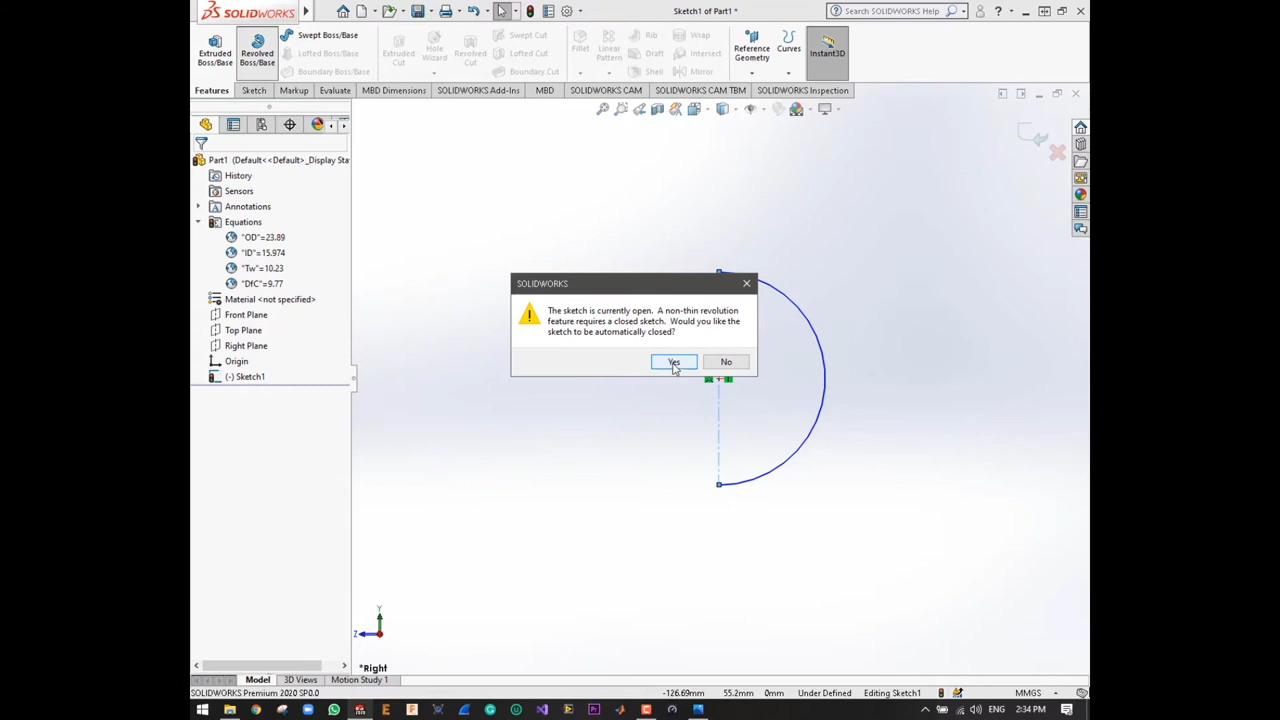 SOLIDWORKS
Sketch1 of Part1 *
Search SOLIDWORKS Help
Extruded Boss/Base
Revolved Boss/Base
Swept Boss/Base
Lofted Boss/Base
Boundary Boss/Base
Extruded Cut
Hole Wizard
Revolved Cut
Swept Cut
Lofted Cut
Boundary Cut
Fillet
Linear Pattern
Rib
Draft
Shell
Wrap
Intersect
Mirror
Reference Geometry
Curves
Instant3D
Features
Sketch
Markup
Evaluate
MBD Dimensions
SOLIDWORKS Add-Ins
MBD
SOLIDWORKS CAM
SOLIDWORKS CAM TBM
SOLIDWORKS Inspection
Part1 (Default<<Default>_Display Sta
History
Sensors
Annotations
Equations
"OD"=23.89
"ID"=15.974
"Tw"=10.23
"DfC"=9.77
Material <not specified>
Front Plane
Top Plane
Right Plane
Origin
(-) Sketch1
SOLIDWORKS
The sketch is currently open. A non-thin revolution
feature requires a closed sketch. Would you like the
sketch to be automatically closed?
Yes
No
Y
Z
*Right
Model
3D Views
Motion Study 1
SOLIDWORKS Premium 2020 SP0.0
-126.69mm
55.2mm
0mm
Under Defined
Editing Sketch1
MMGS
ENG
2:34 PM